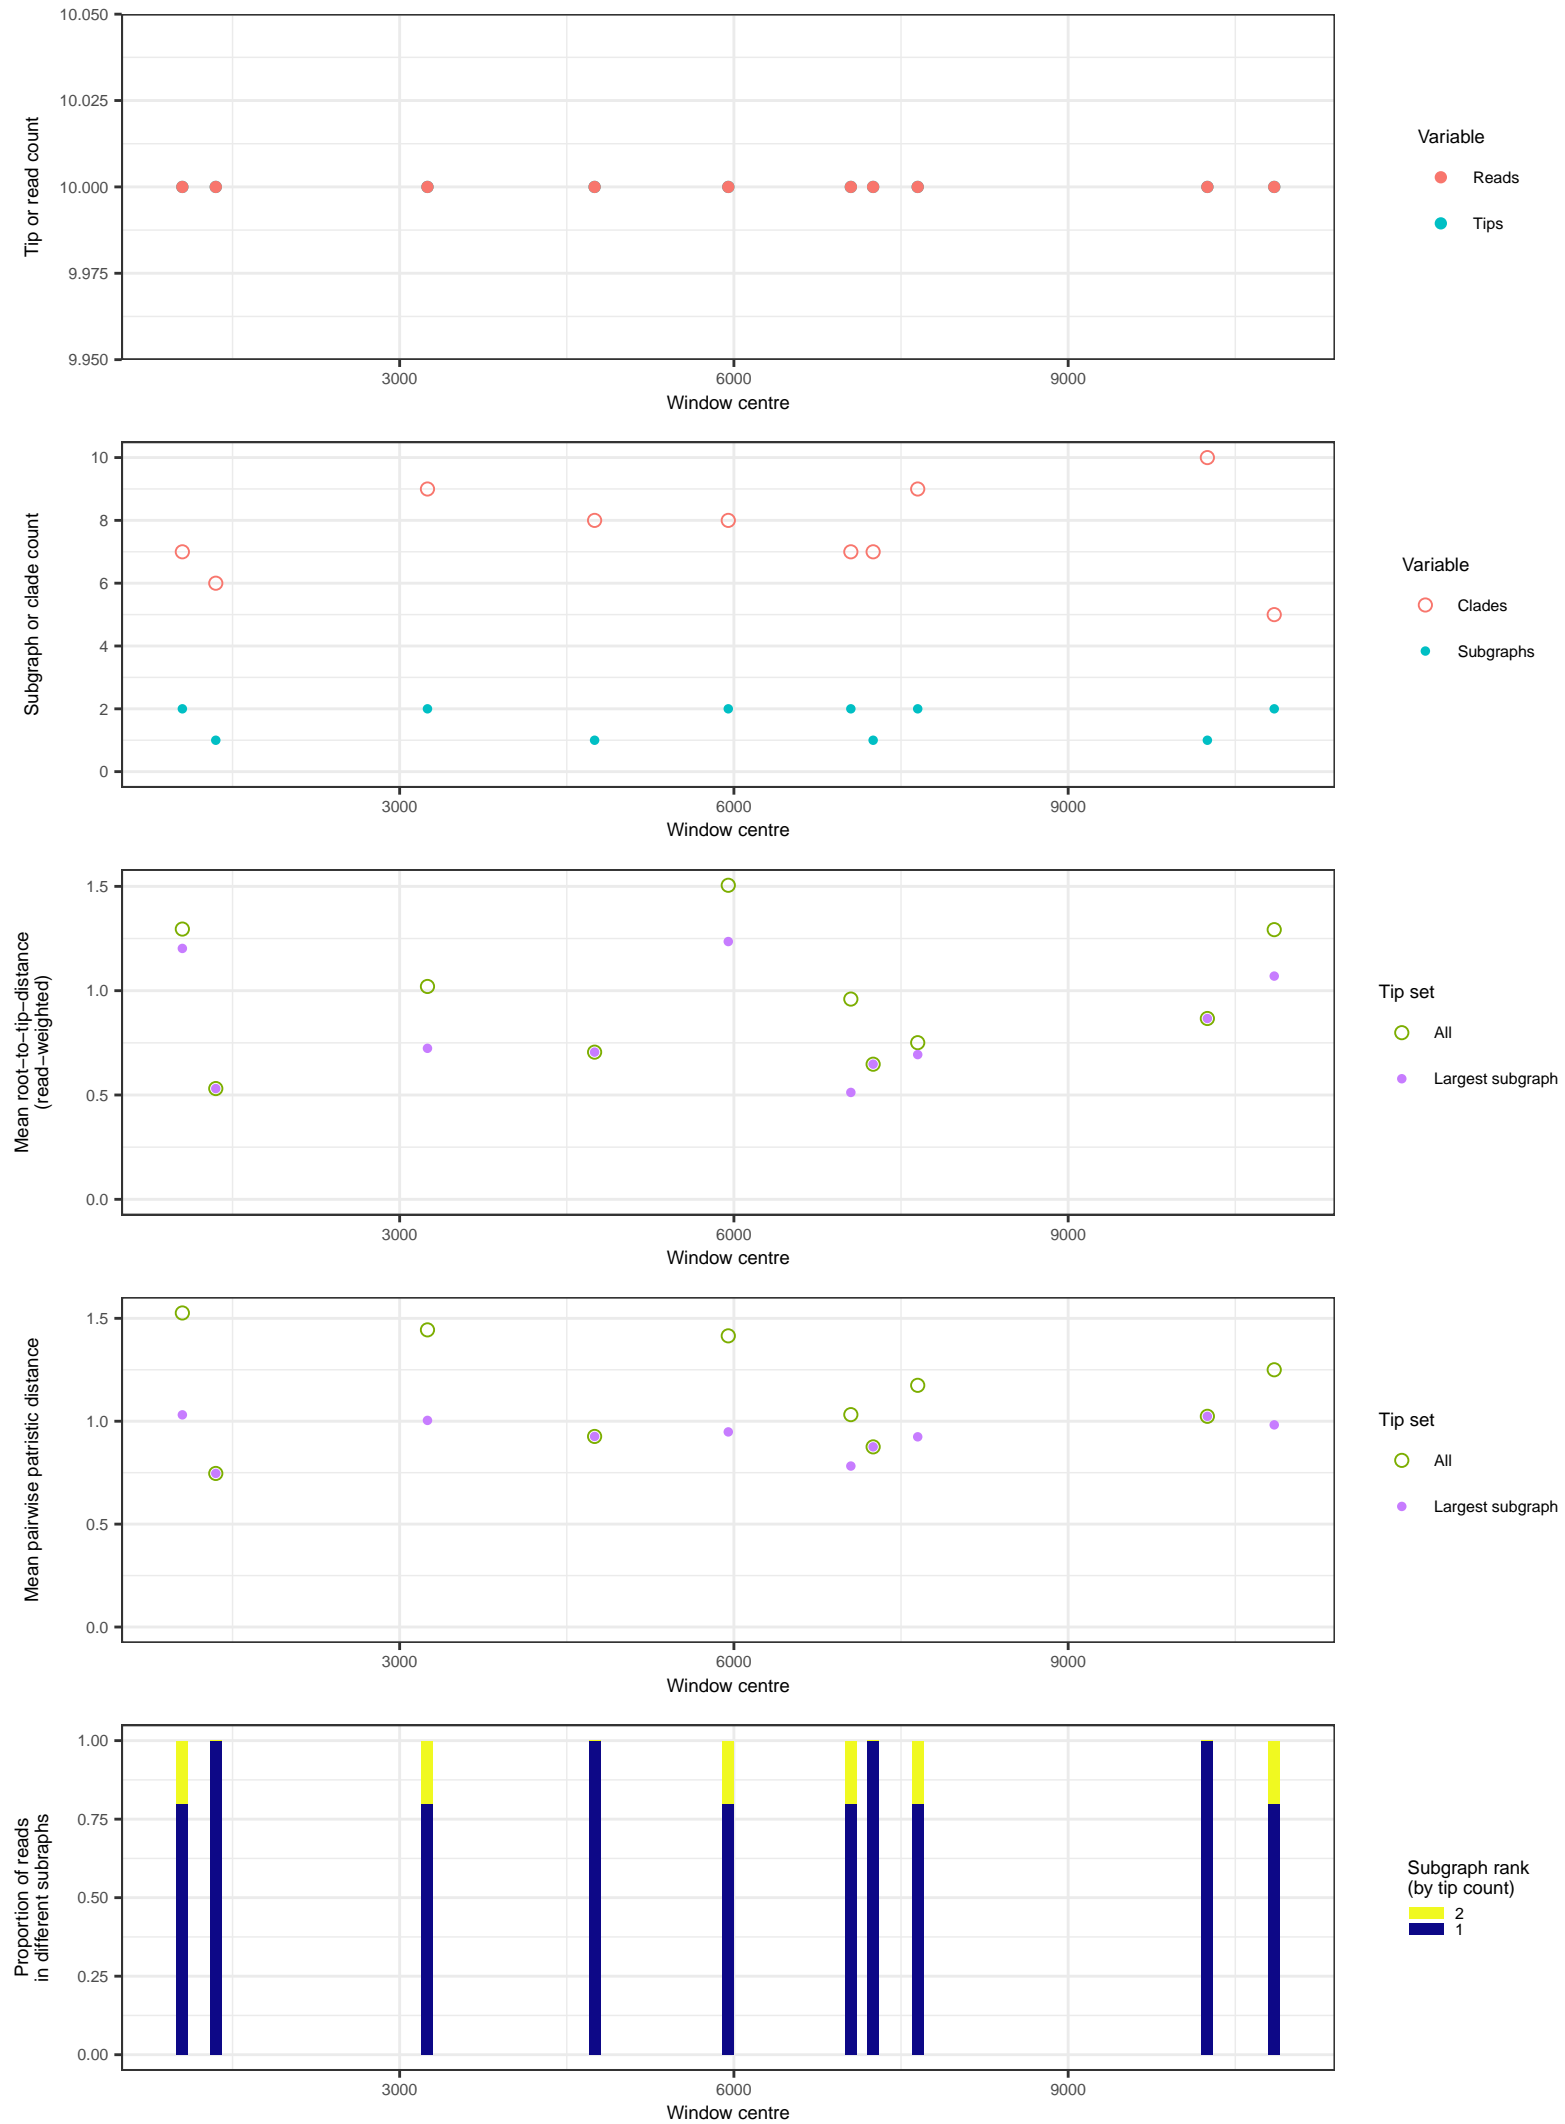 10.050
10.025
10.000
9.975
9.950
Tip or read count
3000
6000
9000
Window centre
Variable
Reads
Tips
10
8
6
4
2
0
Subgraph or clade count
3000
6000
9000
Window centre
Variable
Clades
Subgraphs
1.5
1.0
0.5
0.0
Mean root−to−tip−distance
(read−weighted)
3000
6000
9000
Window centre
Tip set
All
Largest subgraph
1.5
1.0
0.5
0.0
Mean pairwise patristic distance
3000
6000
9000
Window centre
Tip set
All
Largest subgraph
1.00
0.75
0.50
0.25
0.00
Proportion of reads
in different subraphs
3000
6000
9000
Window centre
Subgraph rank
(by tip count)
2
1